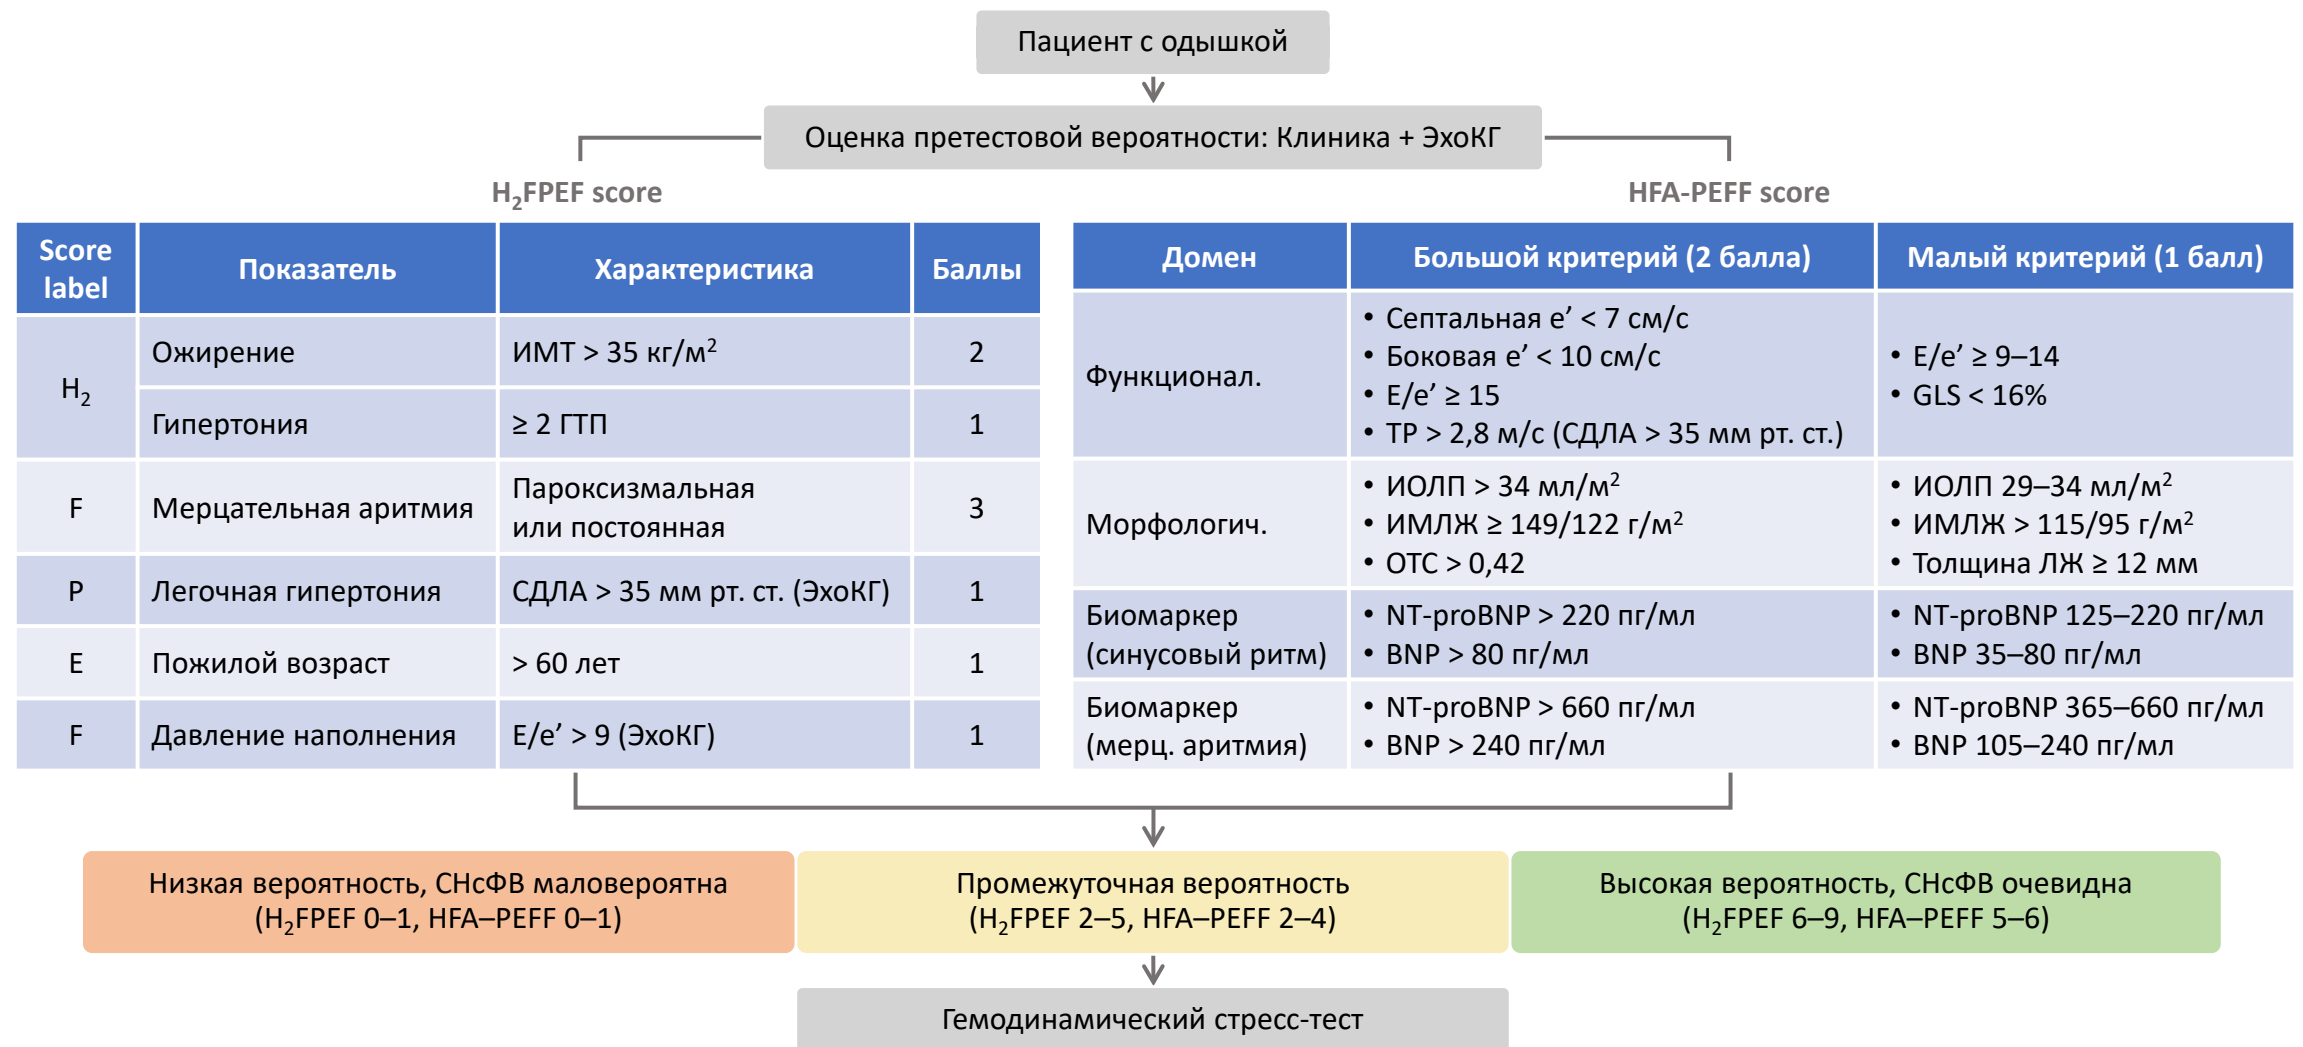 Пациент с одышкой
Оценка претестовой вероятности: Клиника + ЭхоКГ
H₂FPEF score
Score label
Показатель
Характеристика
Баллы
H₂
Ожирение
ИМТ > 35 кг/м²
2
Гипертония
≥ 2 ГТП
1
F
Мерцательная аритмия
Пароксизмальная
или постоянная
3
P
Легочная гипертония
СДЛА > 35 мм рт. ст. (ЭхоКГ)
1
E
Пожилой возраст
> 60 лет
1
F
Давление наполнения
E/e’ > 9 (ЭхоКГ)
1
HFA-PEFF score
Домен
Большой критерий (2 балла)
Малый критерий (1 балл)
Функционал.
• Септальная e’ < 7 см/с
• Боковая e’ < 10 см/с
• E/e’ ≥ 15
• ТР > 2,8 м/с (СДЛА > 35 мм рт. ст.)
• E/e’ ≥ 9–14
• GLS < 16%
Морфологич.
• ИОЛП > 34 мл/м²
• ИМЛЖ ≥ 149/122 г/м²
• ОТС > 0,42
• ИОЛП 29–34 мл/м²
• ИМЛЖ > 115/95 г/м²
• Толщина ЛЖ ≥ 12 мм
Биомаркер
(синусовый ритм)
• NT-proBNP > 220 пг/мл
• BNP > 80 пг/мл
• NT-proBNP 125–220 пг/мл
• BNP 35–80 пг/мл
Биомаркер
(мерц. аритмия)
• NT-proBNP > 660 пг/мл
• BNP > 240 пг/мл
• NT-proBNP 365–660 пг/мл
• BNP 105–240 пг/мл
Низкая вероятность, СНсФВ маловероятна
(H₂FPEF 0–1, HFA–PEFF 0–1)
Промежуточная вероятность
(H₂FPEF 2–5, HFA–PEFF 2–4)
Высокая вероятность, СНсФВ очевидна
(H₂FPEF 6–9, HFA–PEFF 5–6)
Гемодинамический стресс-тест